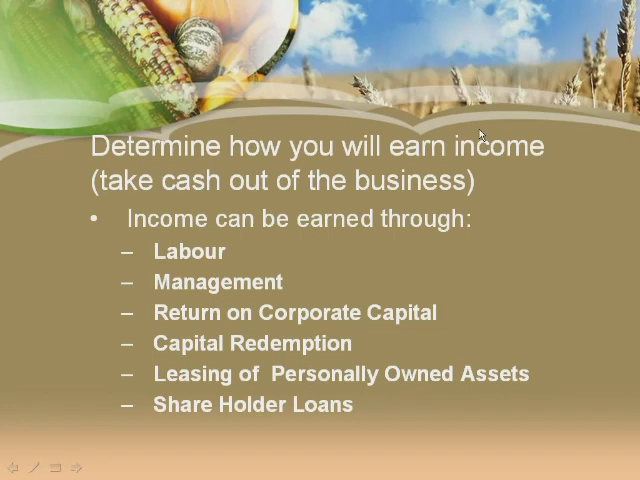 Determine how you will earn income
(take cash out of the business)
• Income can be earned through:
– Labour
– Management
– Return on Corporate Capital
– Capital Redemption
– Leasing of  Personally Owned Assets
– Share Holder Loans